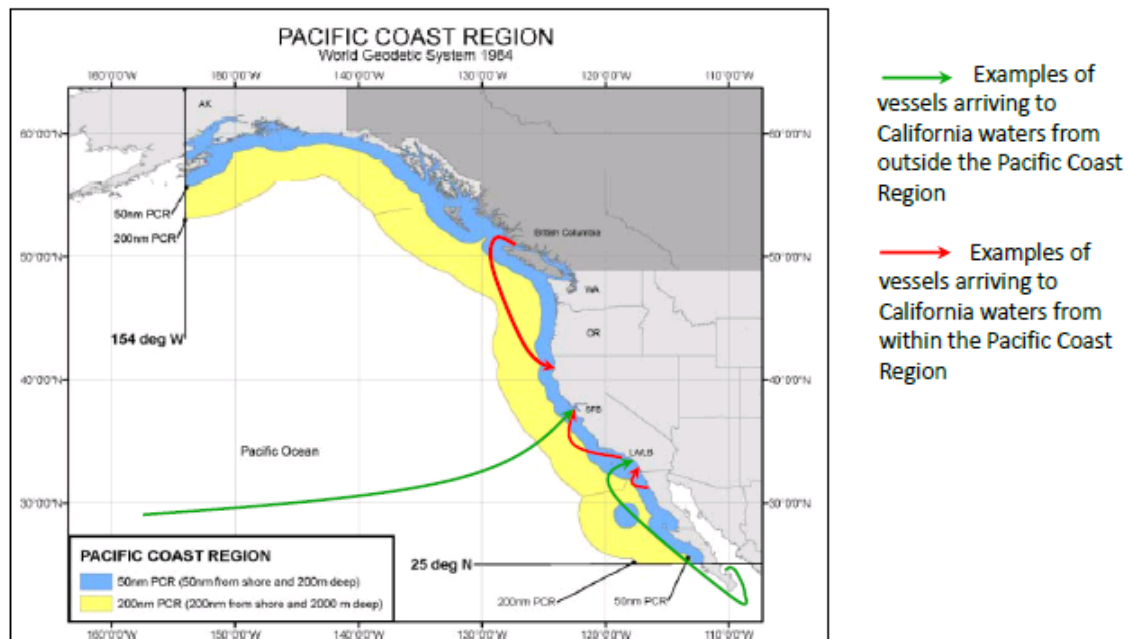 PACIFIC COAST REGION
World Geodetic System 1984
160°0'0"W 150°0'0"W 140°0'0"W 130°0'0"W 120°0'0"W 110°0'0"W
AK
60°0'0"N 60°0'0"N
50nm PCR
200nm PCR
British Columbia
50°0'0"N 50°0'0"N
WA
154 deg W
OR
40°0'0"N 40°0'0"N
SFB
Pacific Ocean
LA/LB
30°0'0"N 30°0'0"N
PACIFIC COAST REGION
50nm PCR (50nm from shore and 200m deep)
200nm PCR (200nm from shore and 2000 m deep)
25 deg N
200nm PCR
50nm PCR
160°0'0"W 150°0'0"W 140°0'0"W 130°0'0"W 120°0'0"W 110°0'0"W
Examples of
vessels arriving to
California waters from
outside the Pacific Coast
Region
Examples of
vessels arriving to
California waters from
within the Pacific Coast
Region